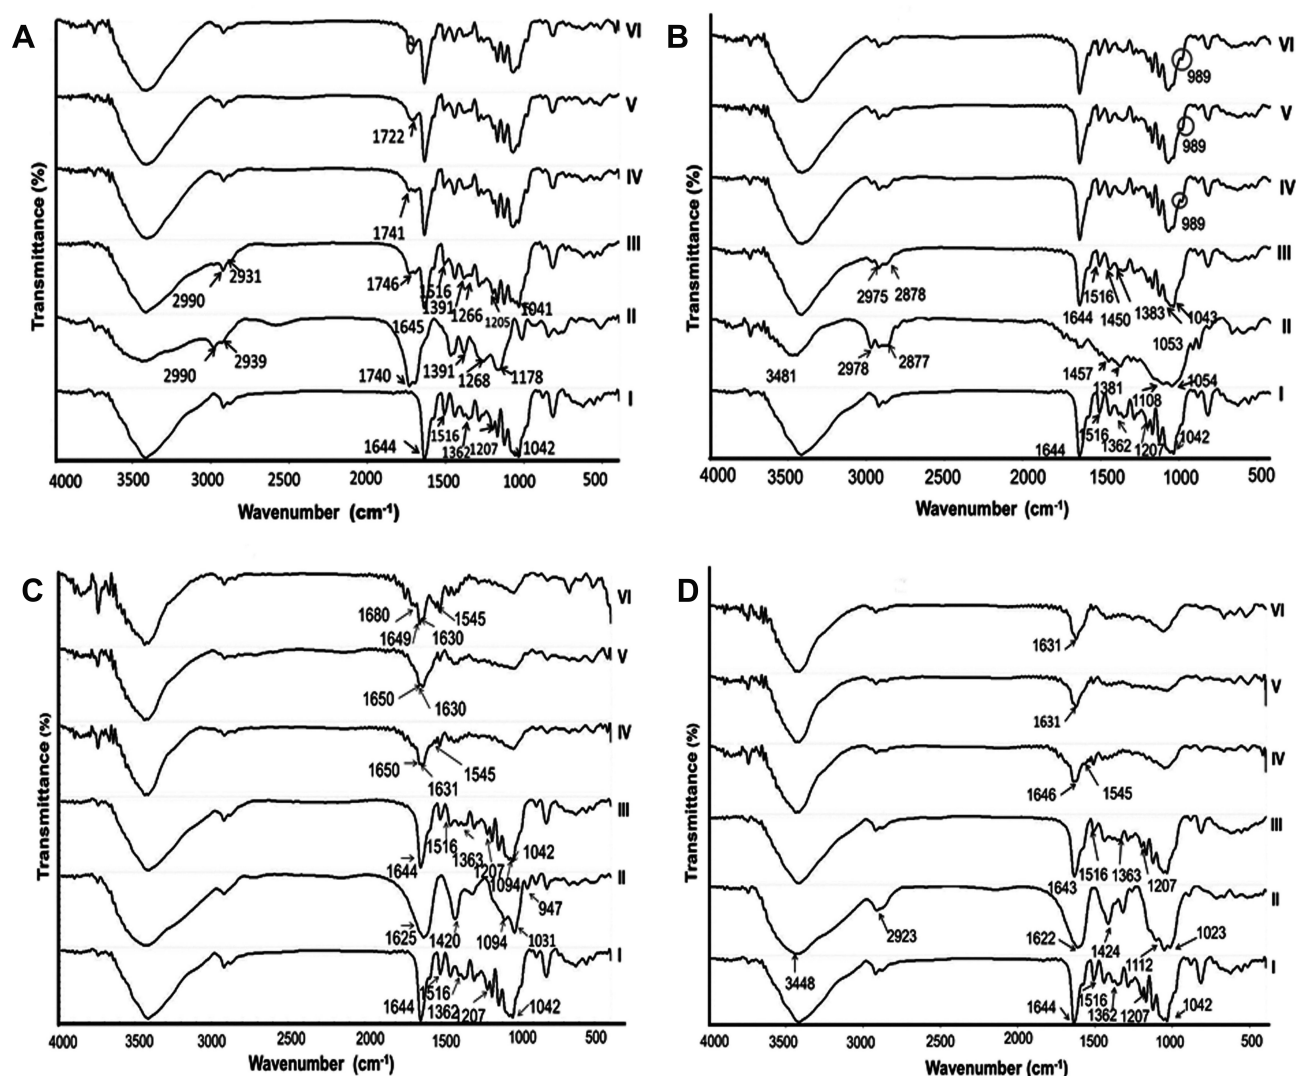 A
VI
V
1722
IV
1741
III
2990
2931
1746
1516
1391
1266
1205
1041
1645
II
2990
2939
1740
1391
1268
1178
I
1644
1516
1362
1207
1042
4000 3500 3000 2500 2000 1500 1000 500
Wavenumber (cm-1)
Transmittance (%)
B
VI
989
V
989
IV
989
III
2975 2878
1516
1644
1450
1383
1043
1053
II
3481
2978
2877
1457
1381
1108
1054
I
1644
1516
1362
1207
1042
4000 3500 3000 2500 2000 1500 1000 500
Wavenumber (cm-1)
Transmittance (%)
C
VI
1680
1649
1630
1545
V
1650
1630
IV
1650
1631
1545
III
1644
1516
1363
1207
1094
1042
II
1625
1420
1094
1031
947
I
1644
1516
1362
1207
1042
4000 3500 3000 2500 2000 1500 1000 500
Wavenumber (cm-1)
Transmittance (%)
D
VI
1631
V
1631
IV
1646
1545
III
1643
1516
1363
1207
II
3448
2923
1622
1424
1112
1023
I
1644
1516
1362
1207
1042
4000 3500 3000 2500 2000 1500 1000 500
Wavenumber (cm-1)
Transmittance (%)